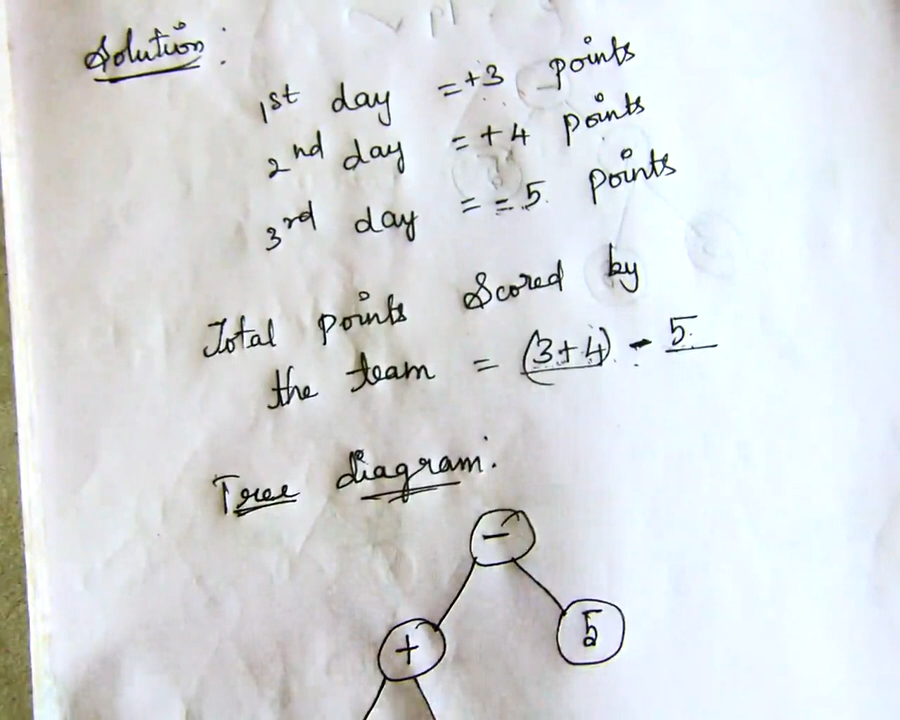 Solution :
1st day = +3 points
2nd day = +4 points
3rd day = -5 points
Total points Scored by
the team = (3+4) - 5
Tree diagram.
-
+ 5